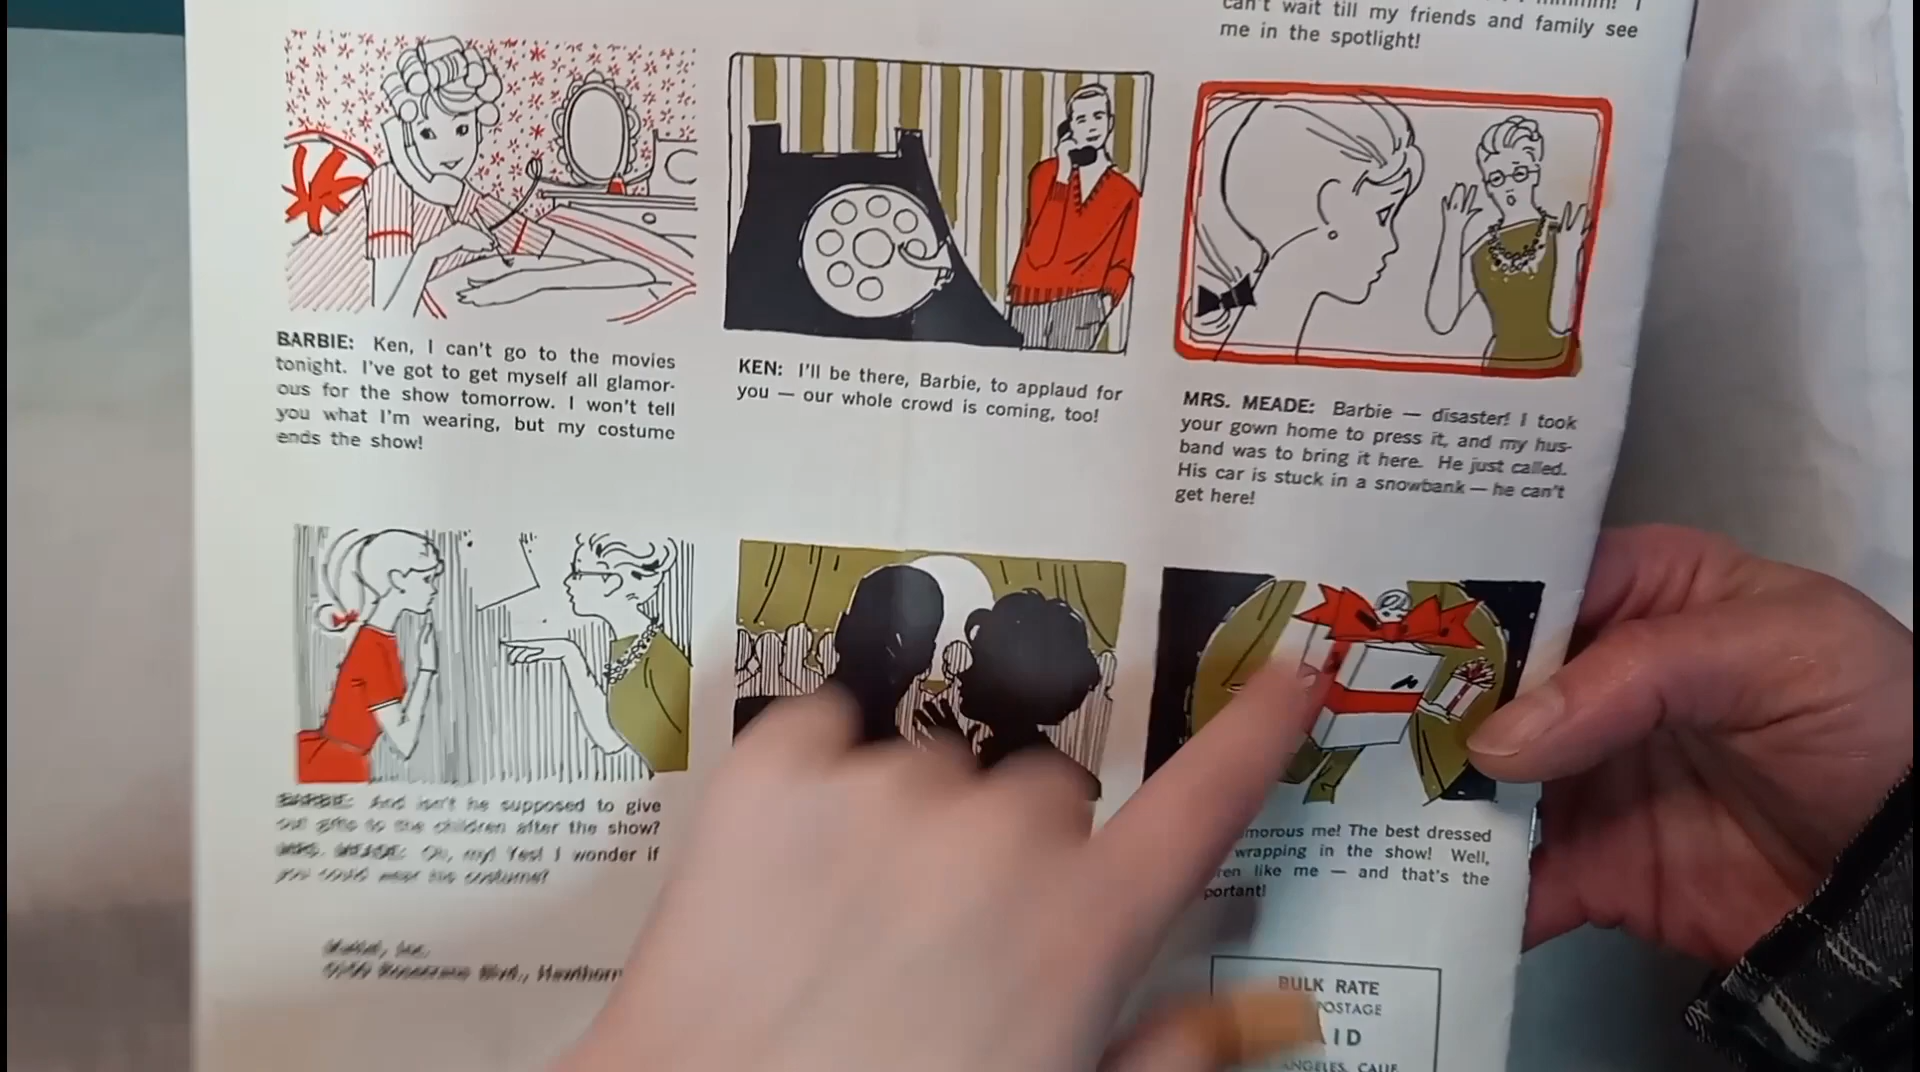 can't wait till my friends and family see
me in the spotlight!
BARBIE: Ken, I can't go to the movies
tonight. I've got to get myself all glamor-
ous for the show tomorrow. I won't tell
you what I'm wearing, but my costume
ends the show!
KEN: I'll be there, Barbie, to applaud for
you — our whole crowd is coming, too!
MRS. MEADE: Barbie — disaster! I took
your gown home to press it, and my hus-
band was to bring it here. He just called.
His car is stuck in a snowbank — he can't
get here!
BARBIE: And isn't he supposed to give
out gifts to the children after the show?
MRS. MEADE: Oh, my! Yes! I wonder if
you could wear his costume?
morous me! The best dressed
wrapping in the show! Well,
ren like me — and that's the
portant!
Mattel, Inc.
Blvd., Hawthorn
BULK RATE
POSTAGE
AID
ANGELES, CALIF.